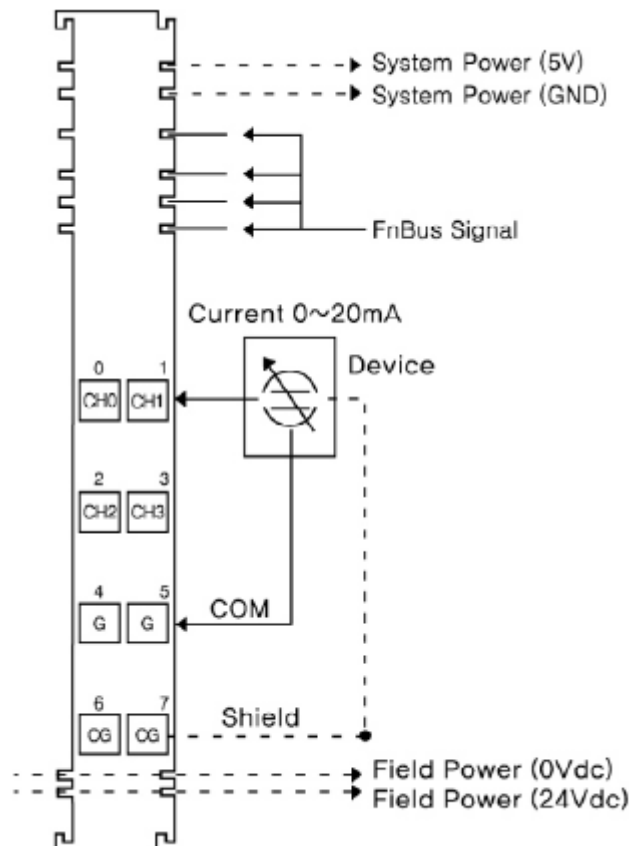 System Power (5V)
System Power (GND)
FnBus Signal
Current 0~20mA
Device
0 1
CH0 CH1
2 3
CH2 CH3
4 5
G G
COM
6 7
CG CG
Shield
Field Power (0Vdc)
Field Power (24Vdc)